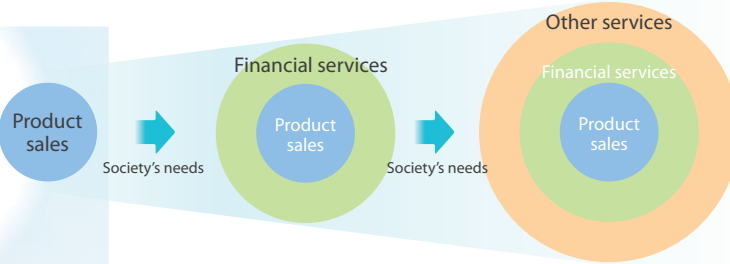 Product
sales
Society's needs
Financial services
Product
sales
Society's needs
Other services
Financial services
Product
sales